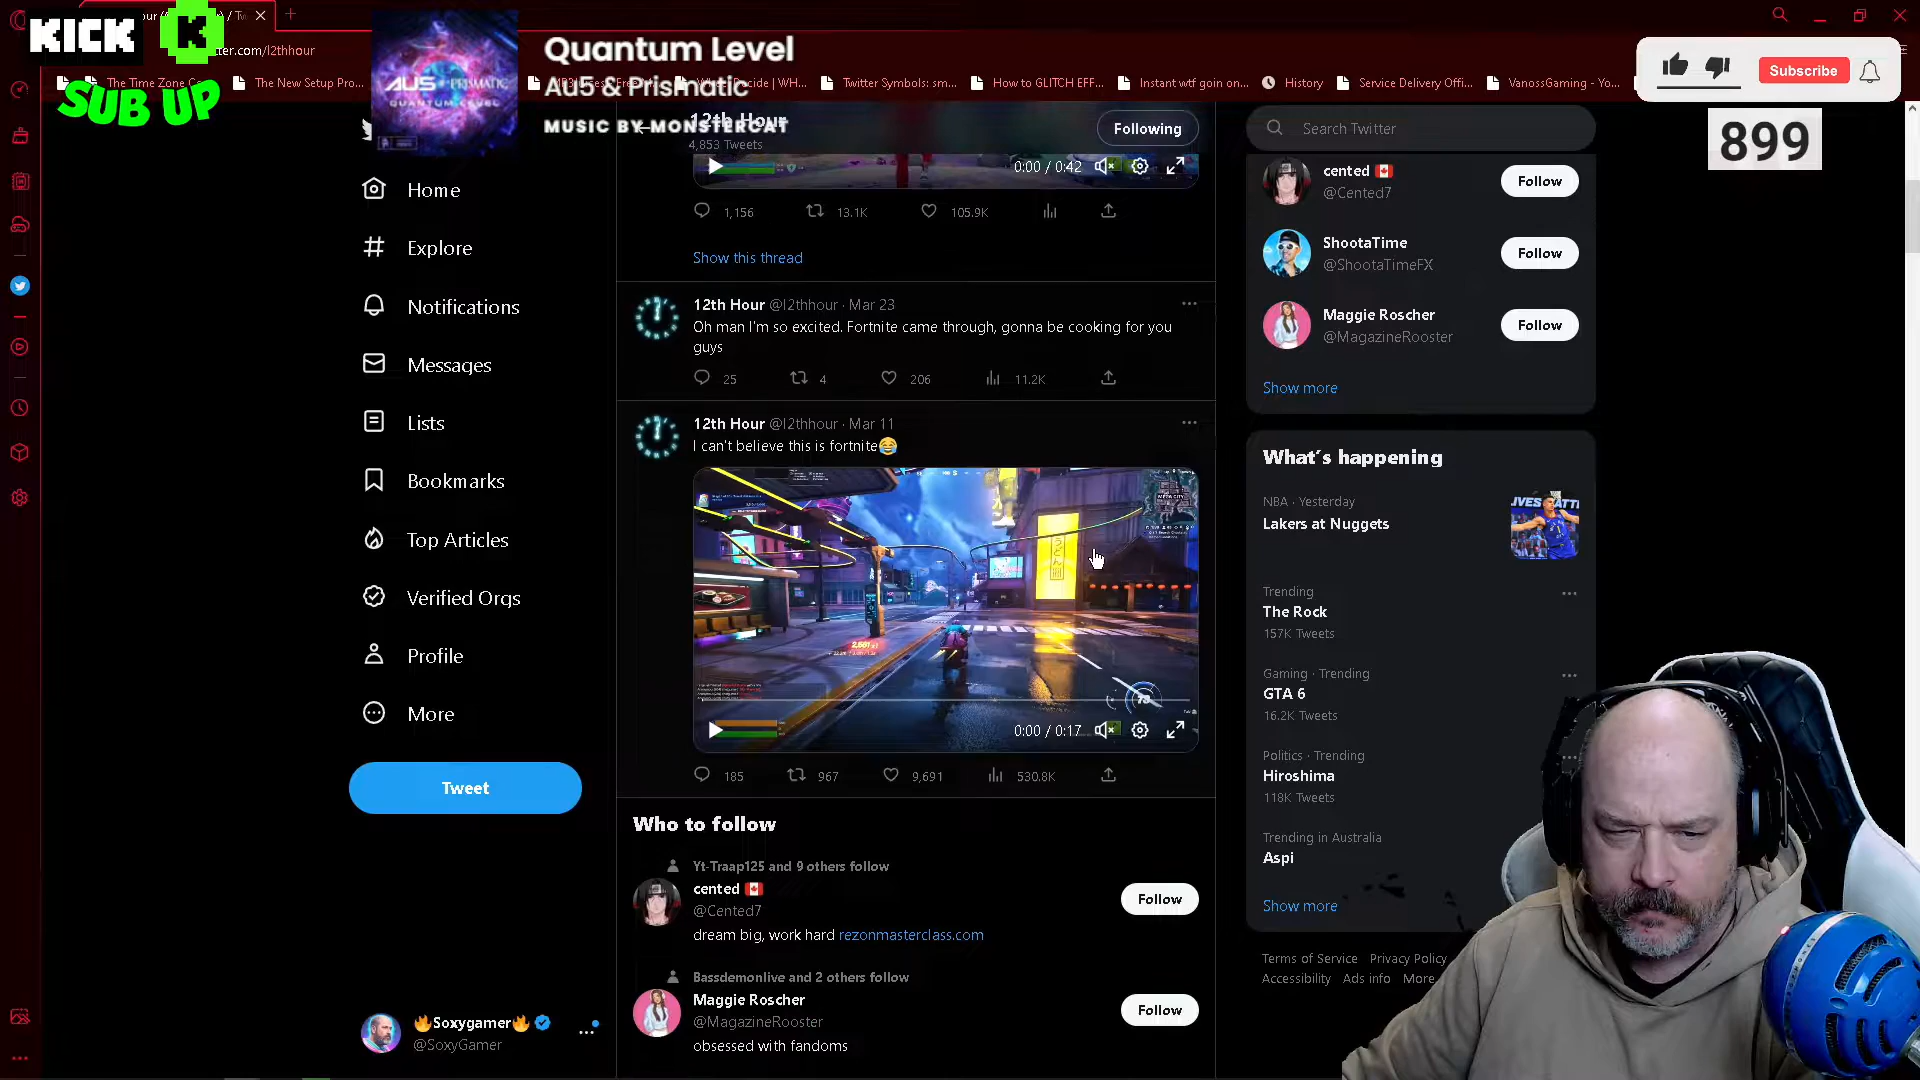 KICK
SUB UP
Quantum Level
Au5 & Prismatic
MUSIC BY MONSTERCAT
The Time Zone Co...
The New Setup Pro...
Twitter Symbols: sm...
How to GLITCH EFF...
Instant wtf goin on...
History
Service Delivery Offi...
VanossGaming - Yo...
Subscribe
899
Home
Explore
Notifications
Messages
Lists
Bookmarks
Top Articles
Verified Orgs
Profile
More
Tweet
🔥Soxygamer🔥
@SoxyGamer
12th Hour
4,853 Tweets
Following
0:00 / 0:42
1,156 13.1K 105.9K
Show this thread
12th Hour @l2thhour · Mar 23
Oh man I'm so excited. Fortnite came through, gonna be cooking for you
guys
25 4 206 11.2K
12th Hour @l2thhour · Mar 11
I can't believe this is fortnite😂
0:00 / 0:17
185 967 9,691 530.8K
Who to follow
Yt-Traap125 and 9 others follow
cented 🇨🇦
@Cented7
Follow
dream big, work hard rezonmasterclass.com
Bassdemonlive and 2 others follow
Maggie Roscher
@MagazineRooster
Follow
obsessed with fandoms
Search Twitter
cented 🇨🇦
@Cented7
Follow
ShootaTime
@ShootaTimeFX
Follow
Maggie Roscher
@MagazineRooster
Follow
Show more
What's happening
NBA · Yesterday
Lakers at Nuggets
Trending
The Rock
157K Tweets
Gaming · Trending
GTA 6
16.2K Tweets
Politics · Trending
Hiroshima
118K Tweets
Trending in Australia
Aspi
Show more
Terms of Service Privacy Policy
Accessibility Ads info More